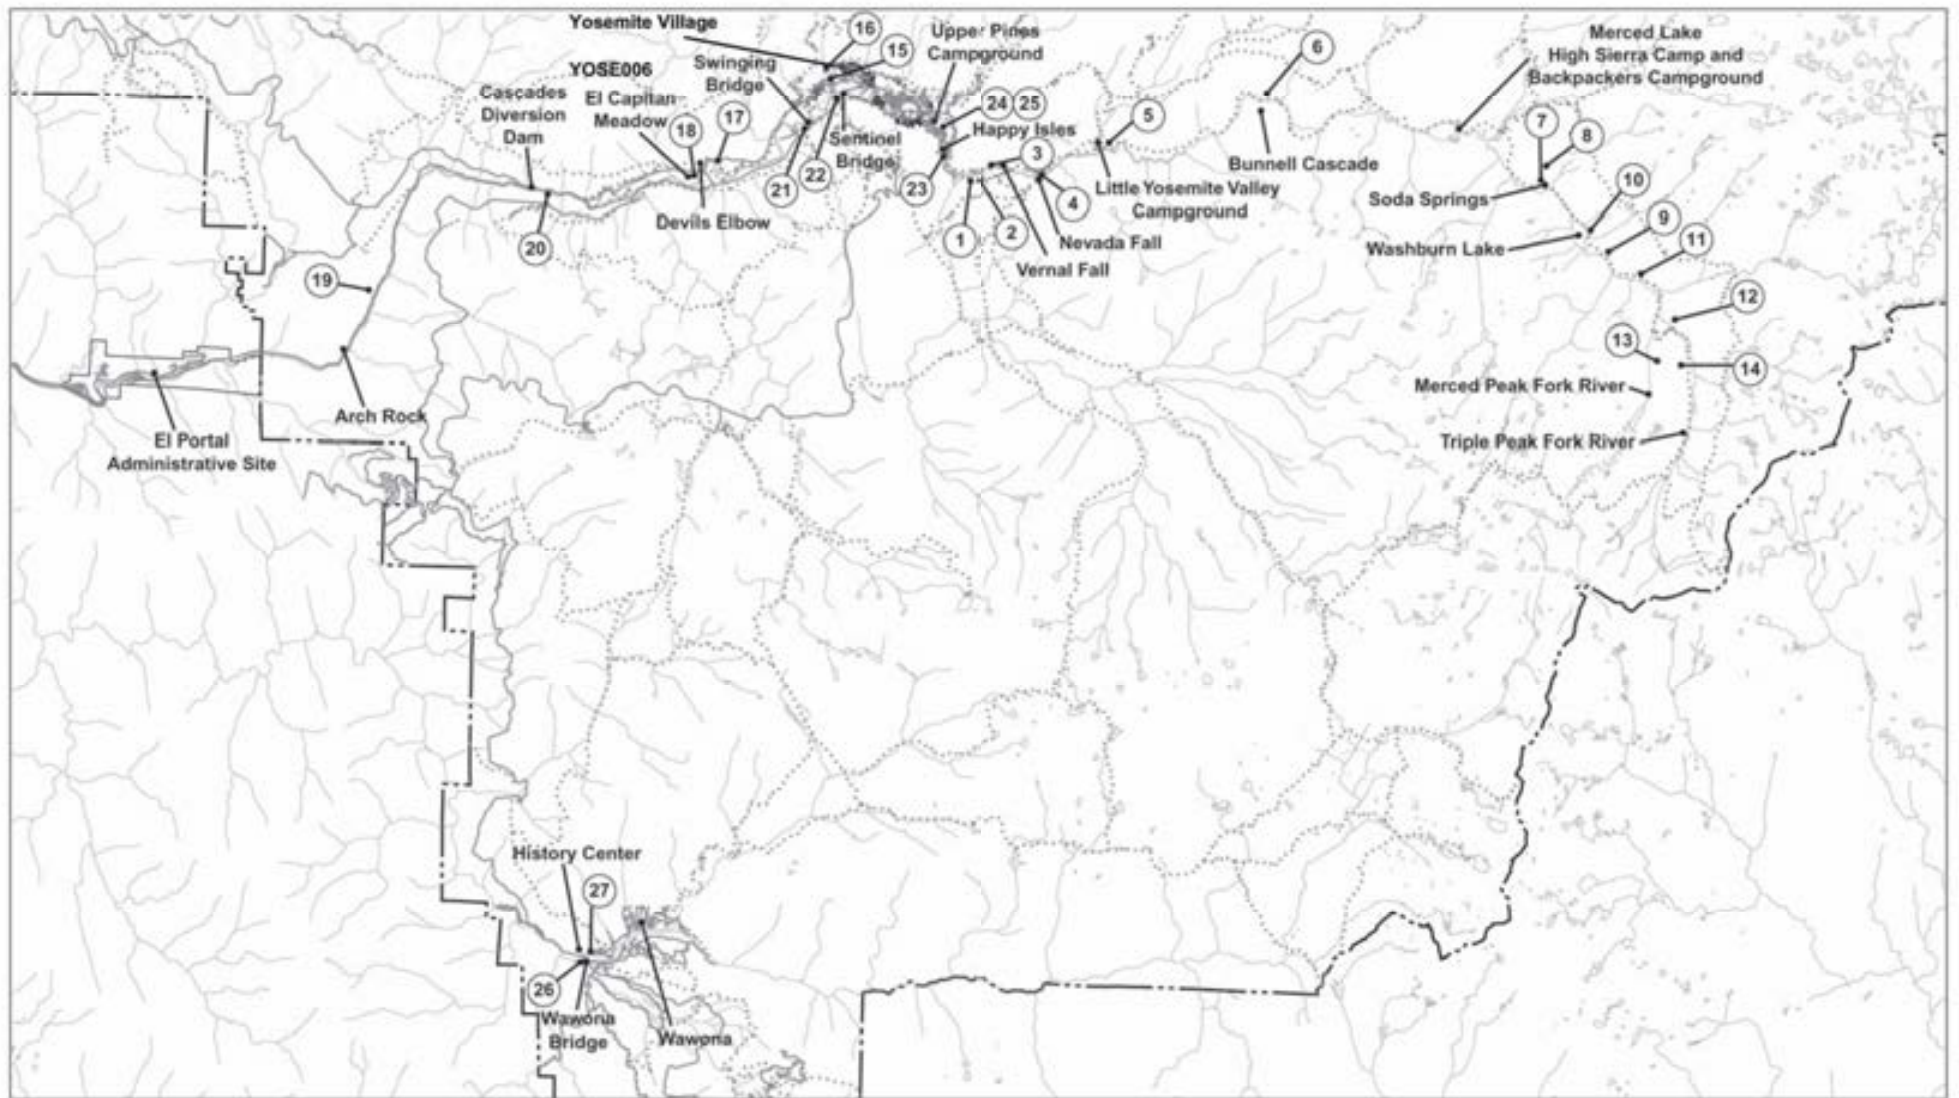 Yosemite Village
16
15
Upper Pines
Campground
Merced Lake
High Sierra Camp and
Backpackers Campground
6
YOSE006
Swinging
Bridge
Cascades
Diversion
Dam
El Capitan
Meadow
18
17
24
25
5
7
8
Happy Isles
Sentinel
Bridge
3
Bunnell Cascade
21
22
23
4
Little Yosemite Valley
Campground
Soda Springs
10
Devils Elbow
1
2
Nevada Fall
Vernal Fall
9
11
Washburn Lake
20
19
12
13
14
Merced Peak Fork River
Arch Rock
El Portal
Administrative Site
Triple Peak Fork River
History Center
27
26
Wawona
Bridge
Wawona